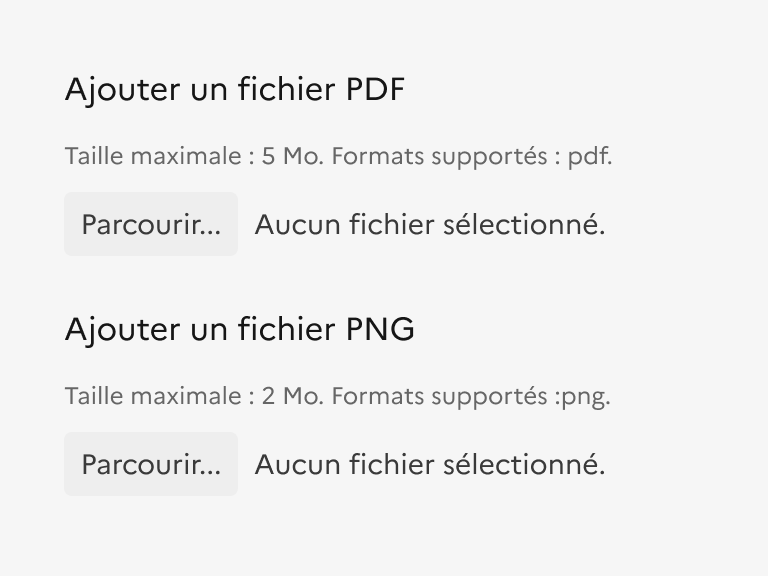 Ajouter un fichier PDF
Taille maximale : 5 Mo. Formats supportés : pdf.
Parcourir... Aucun fichier sélectionné.
Ajouter un fichier PNG
Taille maximale : 2 Mo. Formats supportés :png.
Parcourir... Aucun fichier sélectionné.